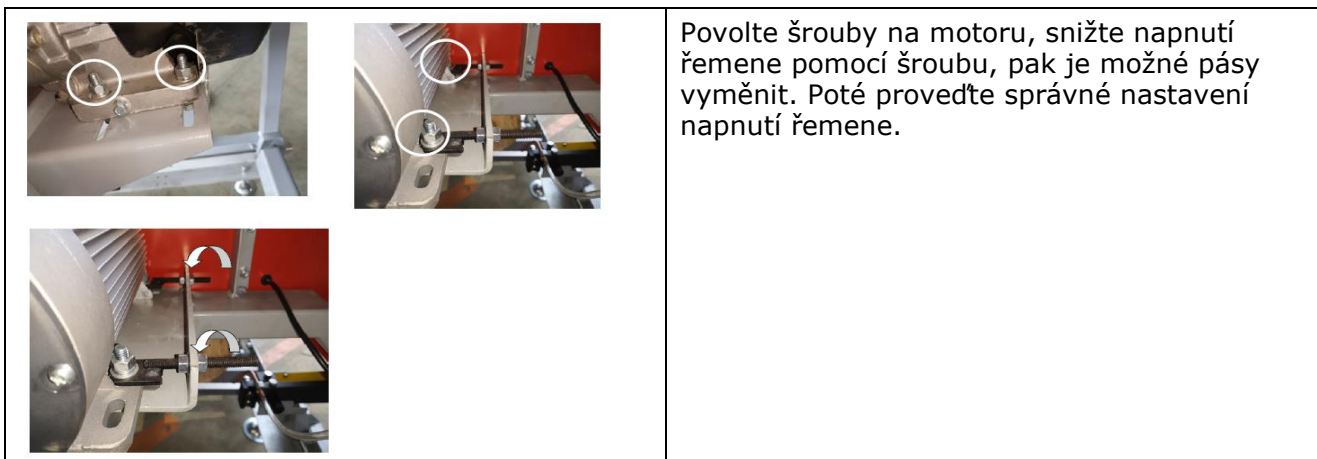 Povolte šrouby na motoru, snižte napnutí
řemene pomocí šroubu, pak je možné pásy
vyměnit. Poté proveďte správné nastavení
napnutí řemene.